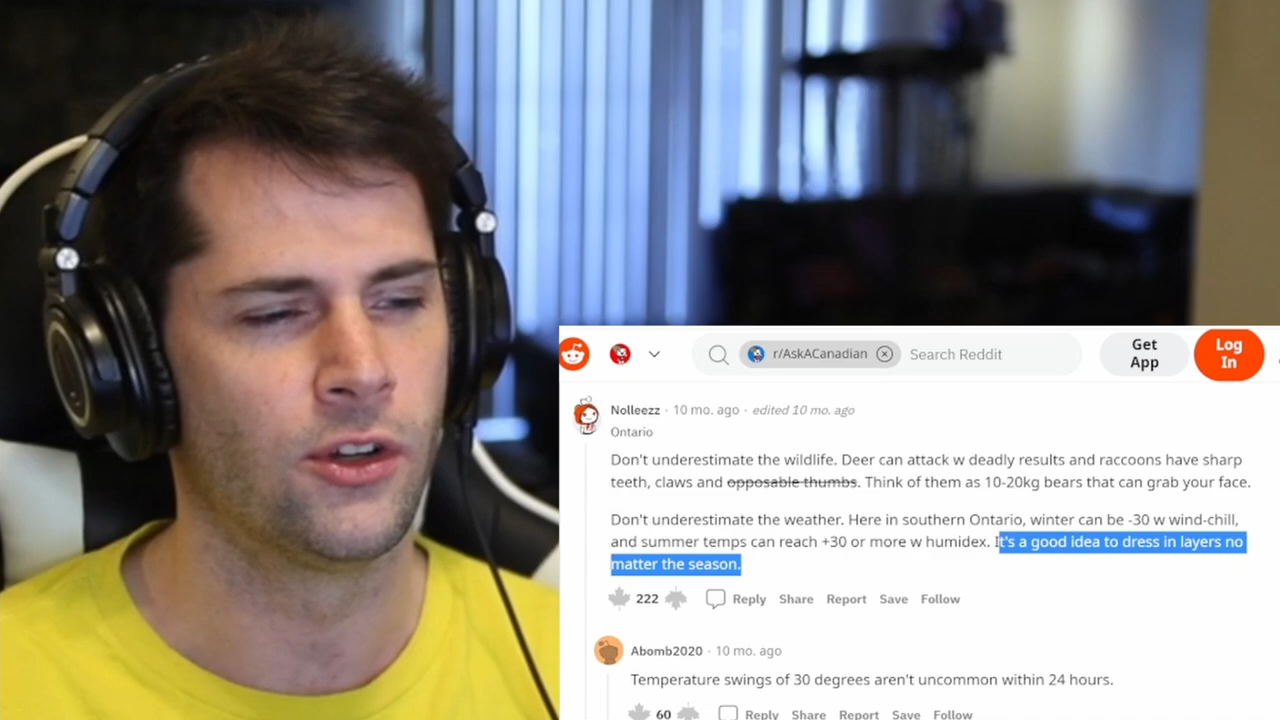 r/AskACanadian
Search Reddit
Get App
Log In
Nolleezz · 10 mo. ago · edited 10 mo. ago
Ontario
Don't underestimate the wildlife. Deer can attack w deadly results and raccoons have sharp
teeth, claws and opposable thumbs. Think of them as 10-20kg bears that can grab your face.
Don't underestimate the weather. Here in southern Ontario, winter can be -30 w wind-chill,
and summer temps can reach +30 or more w humidex. It's a good idea to dress in layers no
matter the season.
222 Reply Share Report Save Follow
Abomb2020 · 10 mo. ago
Temperature swings of 30 degrees aren't uncommon within 24 hours.
60 Reply Share Report Save Follow